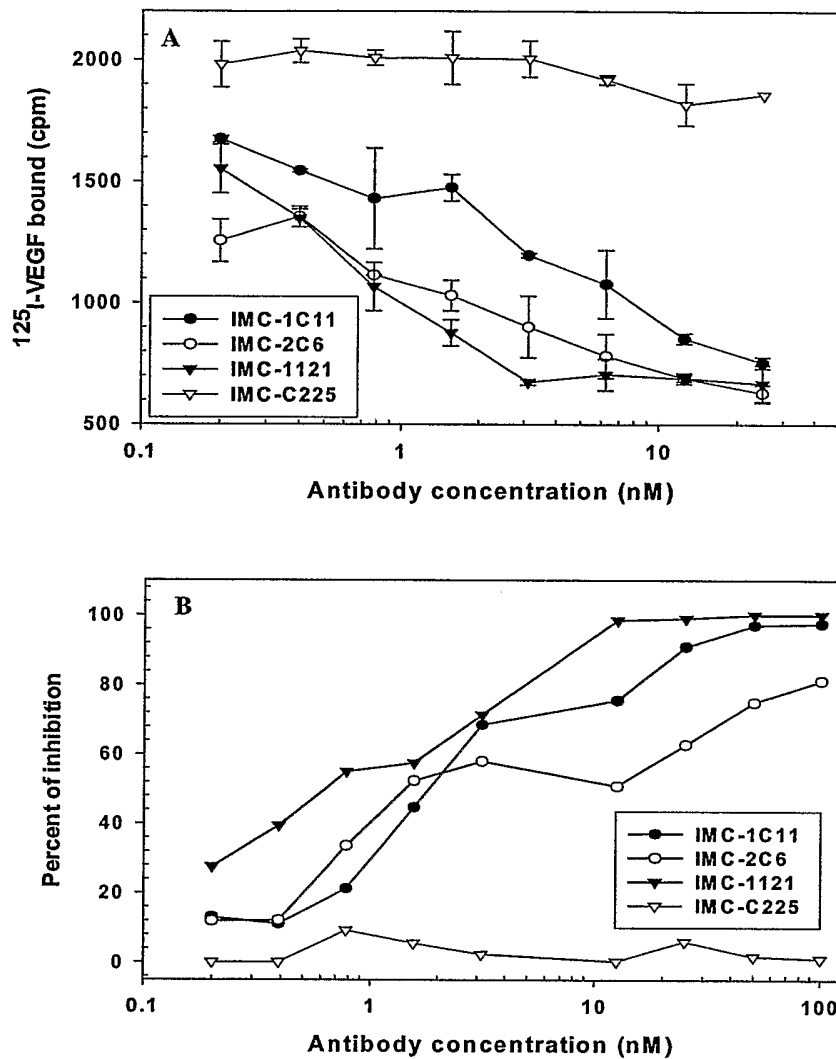 A
2000
1500
1000
500
125I-VEGF bound (cpm)
IMC-1C11
IMC-2C6
IMC-1121
IMC-C225
0.1
1
10
Antibody concentration (nM)
B
100
80
60
40
20
0
Percent of inhibition
IMC-1C11
IMC-2C6
IMC-1121
IMC-C225
0.1
1
10
100
Antibody concentration (nM)